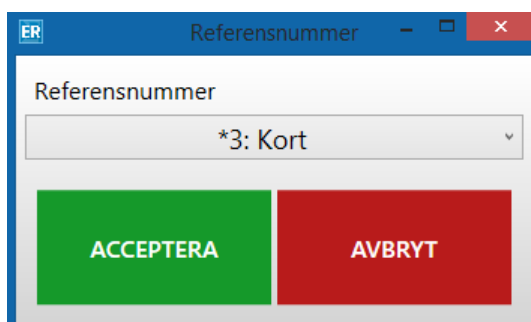 ER Referensnummer
Referensnummer
*3: Kort
ACCEPTERA AVBRYT